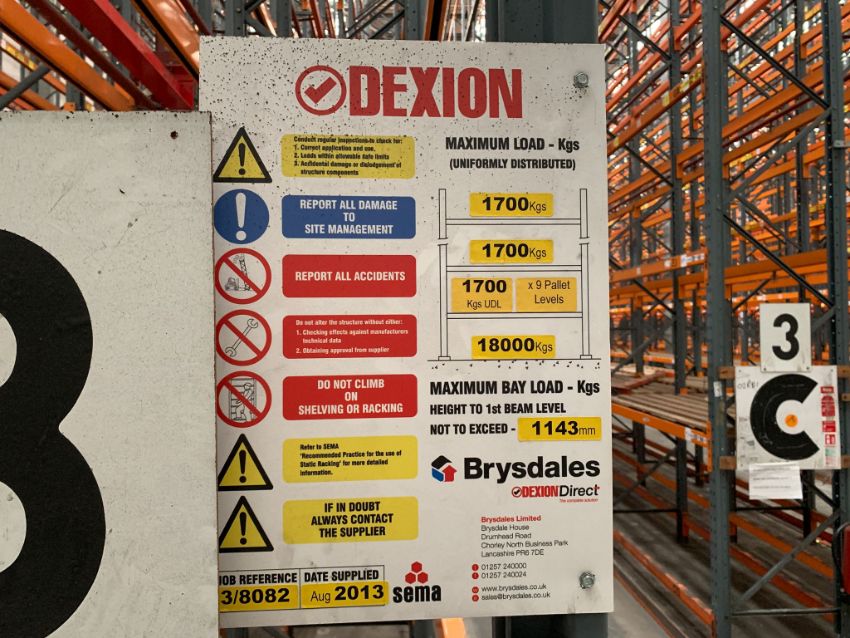 DEXION
Conduct regular inspections to check for:
1. Correct application and use.
2. Loads within allowable safe limits
3. Accidental damage or dislodgement of
structure components
REPORT ALL DAMAGE
TO
SITE MANAGEMENT
REPORT ALL ACCIDENTS
Do not alter the structure without either:
1. Checking effects against manufacturers
technical data
2. Obtaining approval from supplier
DO NOT CLIMB
ON
SHELVING OR RACKING
Refer to SEMA
'Recommended Practice for the use of
Static Racking' for more detailed
information.
IF IN DOUBT
ALWAYS CONTACT
THE SUPPLIER
JOB REFERENCE
3/8082
DATE SUPPLIED
Aug 2013
sema
MAXIMUM LOAD - Kgs
(UNIFORMLY DISTRIBUTED)
1700Kgs
1700Kgs
1700
Kgs UDL
x 9 Pallet
Levels
18000Kgs
MAXIMUM BAY LOAD - Kgs
HEIGHT TO 1st BEAM LEVEL
NOT TO EXCEED - 1143mm
Brysdales
DEXIONDirect
The complete solution
Brysdales Limited
Brysdale House
Drumhead Road
Chorley North Business Park
Lancashire PR6 7DE
01257 240000
01257 240024
www.brysdales.co.uk
sales@brysdales.co.uk
3
C